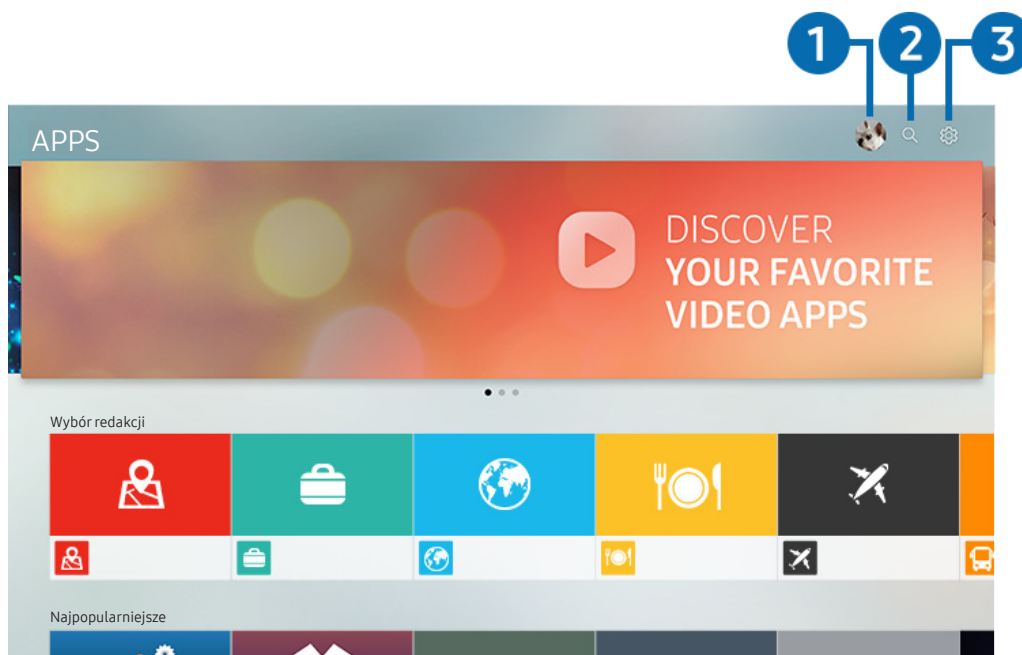 1 2 3
APPS
DISCOVER
YOUR FAVORITE
VIDEO APPS
Wybór redakcji
Najpopularniejsze